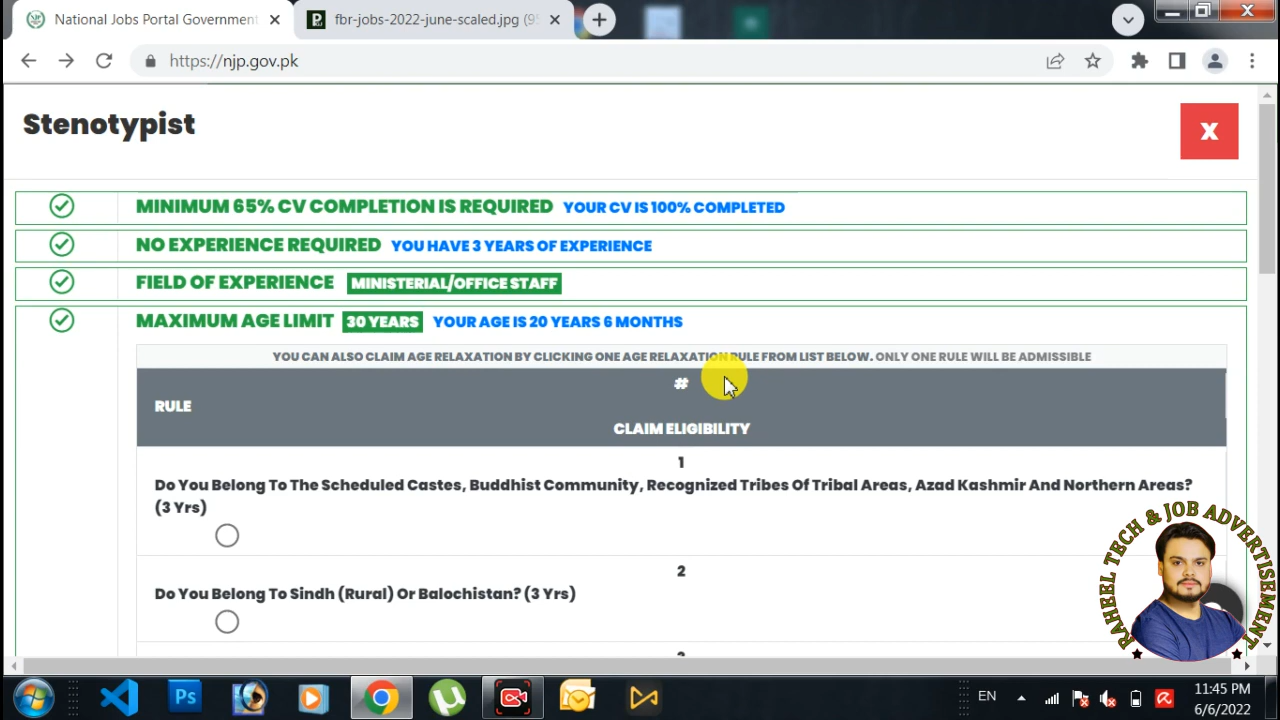 National Jobs Portal Government
fbr-jobs-2022-june-scaled.jpg (95
https://njp.gov.pk
Stenotypist
X
MINIMUM 65% CV COMPLETION IS REQUIRED YOUR CV IS 100% COMPLETED
NO EXPERIENCE REQUIRED YOU HAVE 3 YEARS OF EXPERIENCE
FIELD OF EXPERIENCE MINISTERIAL/OFFICE STAFF
MAXIMUM AGE LIMIT 30 YEARS YOUR AGE IS 20 YEARS 6 MONTHS
YOU CAN ALSO CLAIM AGE RELAXATION BY CLICKING ONE AGE RELAXATION RULE FROM LIST BELOW. ONLY ONE RULE WILL BE ADMISSIBLE
#
RULE
CLAIM ELIGIBILITY
1
Do You Belong To The Scheduled Castes, Buddhist Community, Recognized Tribes Of Tribal Areas, Azad Kashmir And Northern Areas?
(3 Yrs)
2
Do You Belong To Sindh (Rural) Or Balochistan? (3 Yrs)
RAHEEL TECH & JOB ADVERTISEMENT
Ps
EN
11:45 PM
6/6/2022